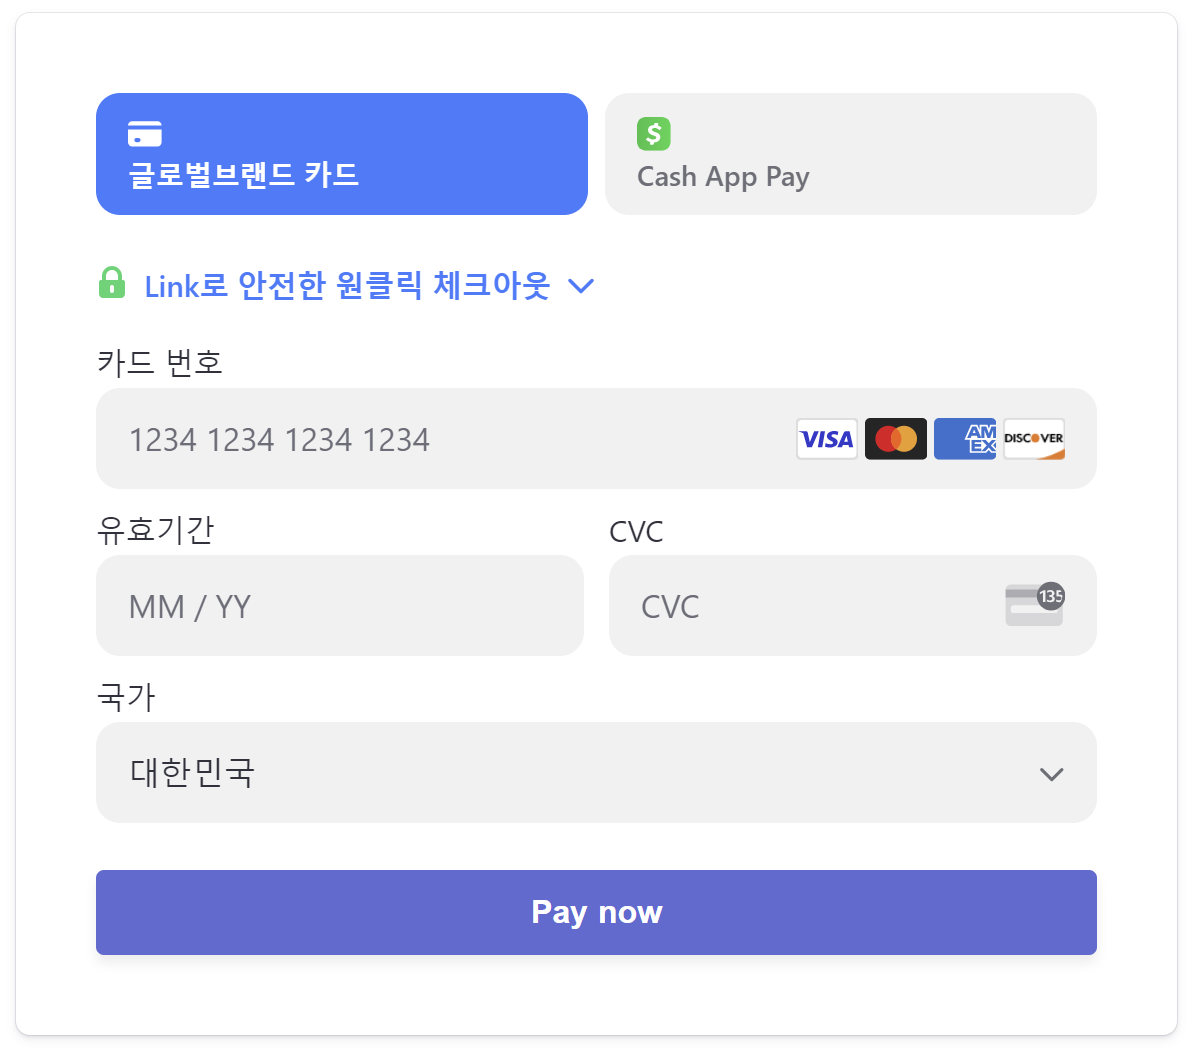 글로벌브랜드 카드
$
Cash App Pay
Link로 안전한 원클릭 체크아웃
카드 번호
1234 1234 1234 1234
VISA
AM
EX
DISCOVER
유효기간
CVC
MM / YY
CVC
135
국가
대한민국
Pay now